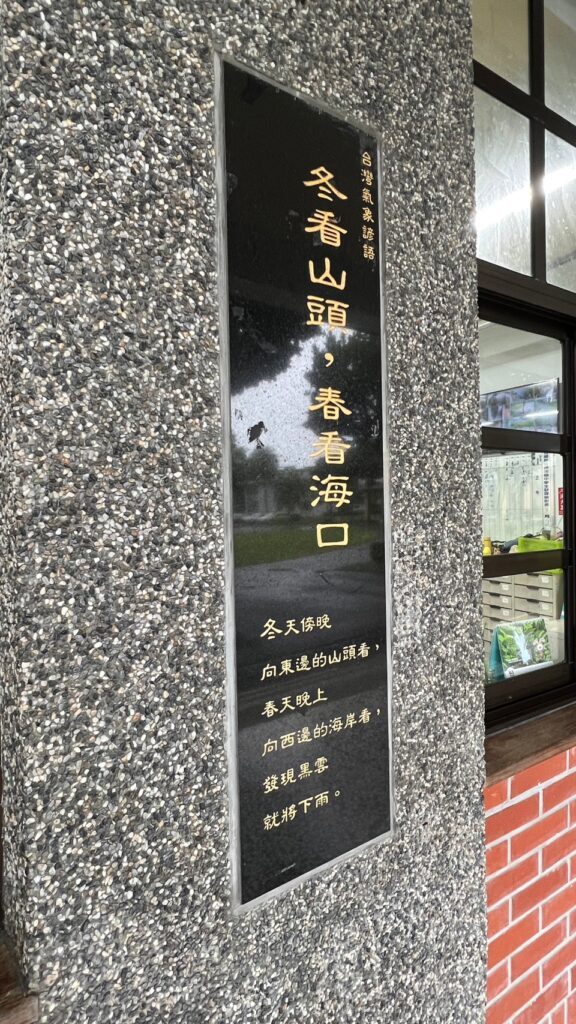 台灣氣象諺語
冬看山頭，春看海口
冬天傍晚
向東邊的山頭看，
春天晚上
向西邊的海岸看，
發現黑雲
就將下雨。